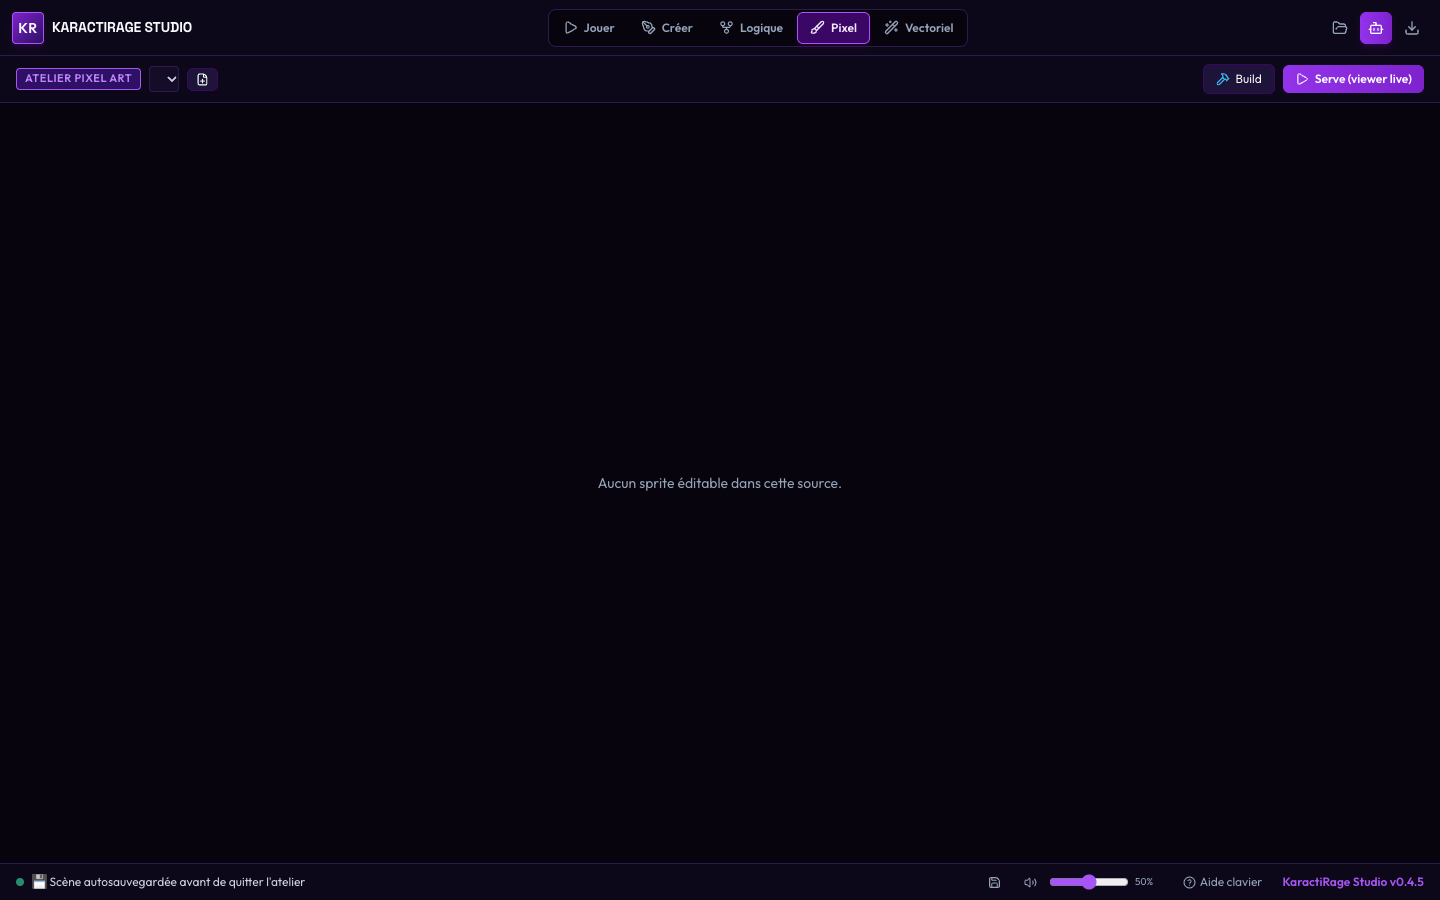 KR KARACTIRAGE STUDIO Jouer Créer Logique Pixel Vectoriel
ATELIER PIXEL ART Build Serve (viewer live)
Aucun sprite éditable dans cette source.
💾 Scène autosauvegardée avant de quitter l'atelier 50% Aide clavier KaractiRage Studio v0.4.5